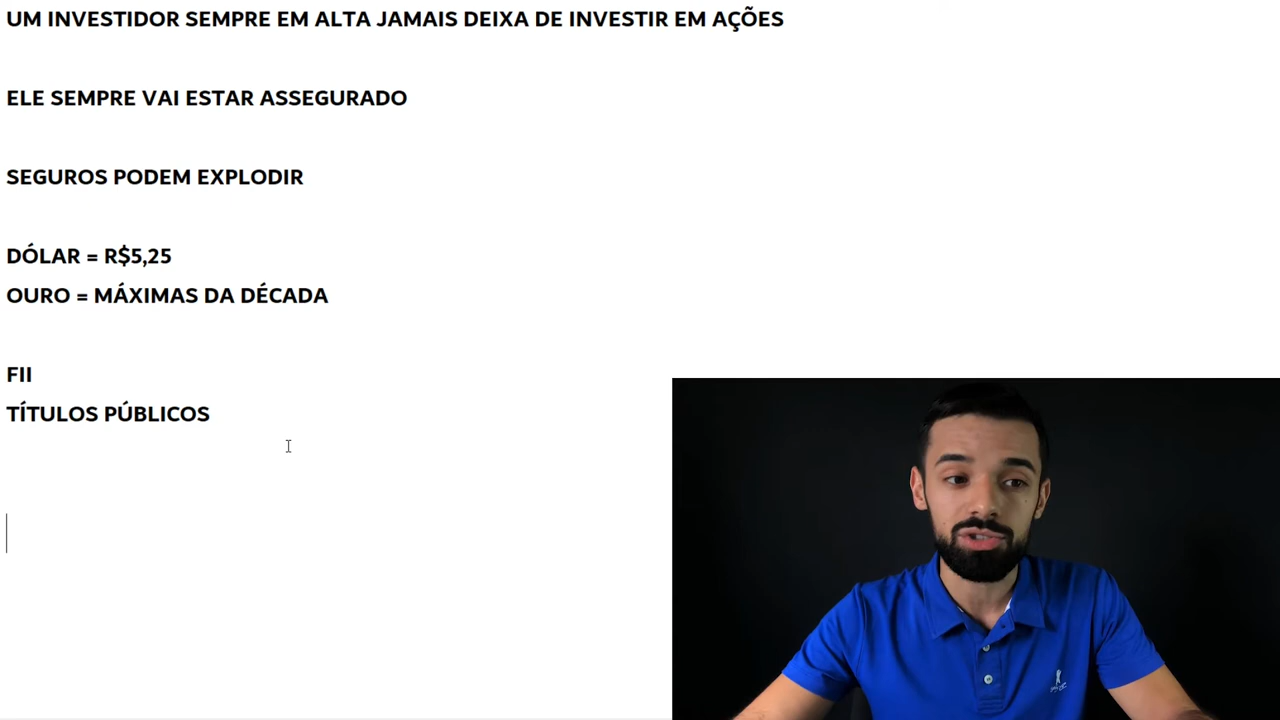 UM INVESTIDOR SEMPRE EM ALTA JAMAIS DEIXA DE INVESTIR EM AÇÕES
ELE SEMPRE VAI ESTAR ASSEGURADO
SEGUROS PODEM EXPLODIR
DÓLAR = R$5,25
OURO = MÁXIMAS DA DÉCADA
FII
TÍTULOS PÚBLICOS